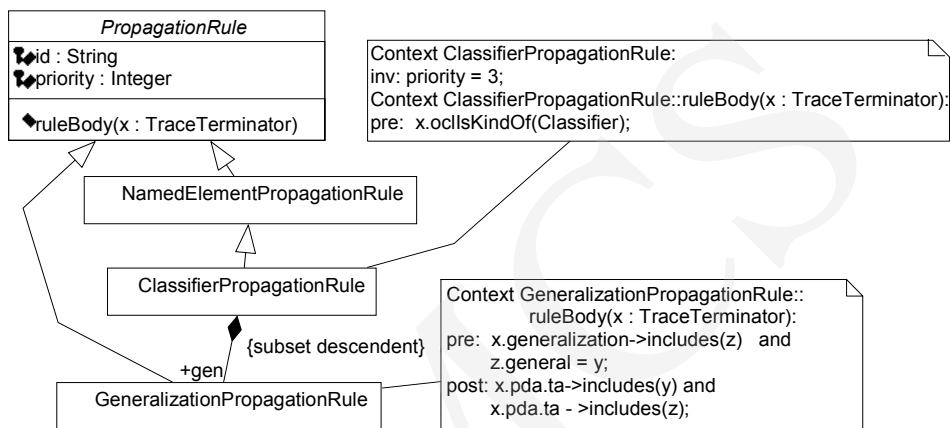 PropagationRule
id : String
priority : Integer
ruleBody(x : TraceTerminator)
Context ClassifierPropagationRule:
inv: priority = 3;
Context ClassifierPropagationRule::ruleBody(x : TraceTerminator):
pre: x.oclIsKindOf(Classifier);
NamedElementPropagationRule
ClassifierPropagationRule
{subset descendent}
+gen
GeneralizationPropagationRule
Context GeneralizationPropagationRule::
ruleBody(x : TraceTerminator):
pre: x.generalization->includes(z) and
z.general = y;
post: x.pda.ta->includes(y) and
x.pda.ta - >includes(z);